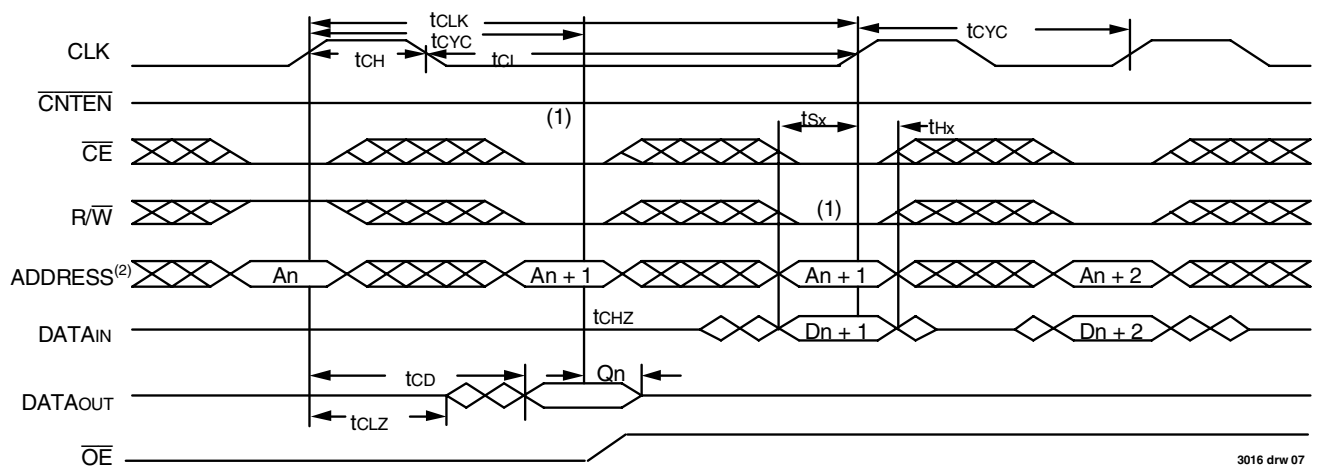 tCLK
tCYC
tCYC
CLK
tCH
tCL
CNTEN
(1)
tSx
tHx
CE
R/W
(1)
ADDRESS(2)
An
An + 1
An + 1
An + 2
DATAIN
tCHZ
Dn + 1
Dn + 2
tCD
Qn
DATAOUT
tCLZ
OE
3016 drw 07